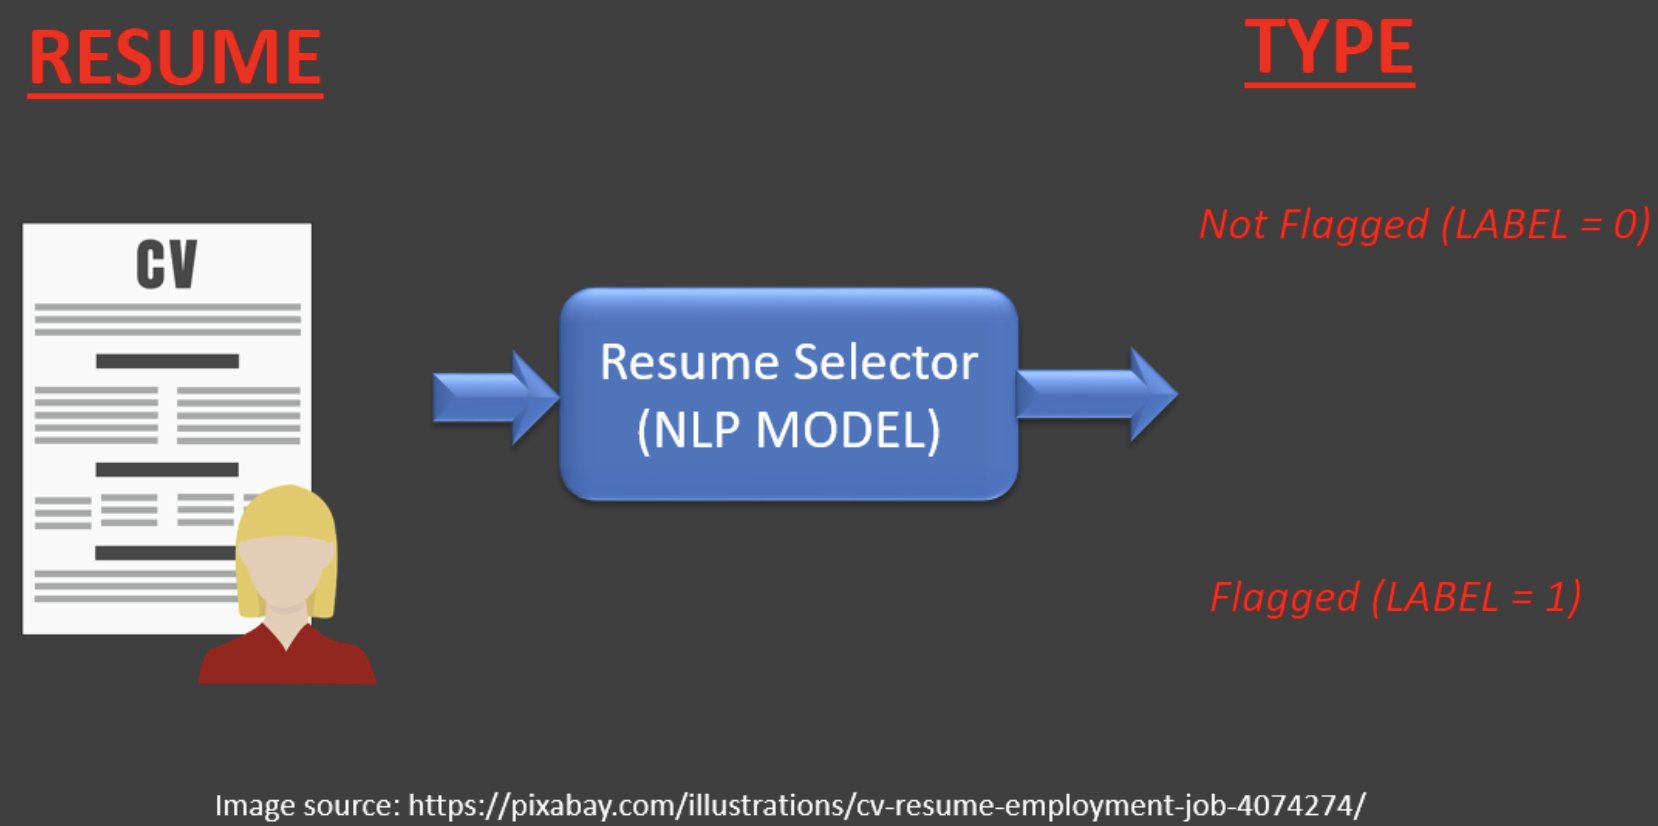 RESUME
TYPE
Not Flagged (LABEL = 0)
CV
Resume Selector
(NLP MODEL)
Flagged (LABEL = 1)
Image source: https://pixabay.com/illustrations/cv-resume-employment-job-4074274/